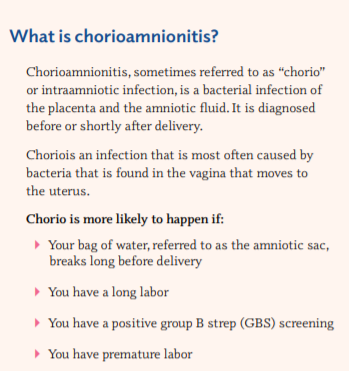 What is chorioamnionitis?
Chorioamnionitis, sometimes referred to as “chorio”
or intraamniotic infection, is a bacterial infection of
the placenta and the amniotic fluid. It is diagnosed
before or shortly after delivery.
Choriois an infection that is most often caused by
bacteria that is found in the vagina that moves to
the uterus.
Chorio is more likely to happen if:
Your bag of water, referred to as the amniotic sac,
breaks long before delivery
You have a long labor
You have a positive group B strep (GBS) screening
You have premature labor